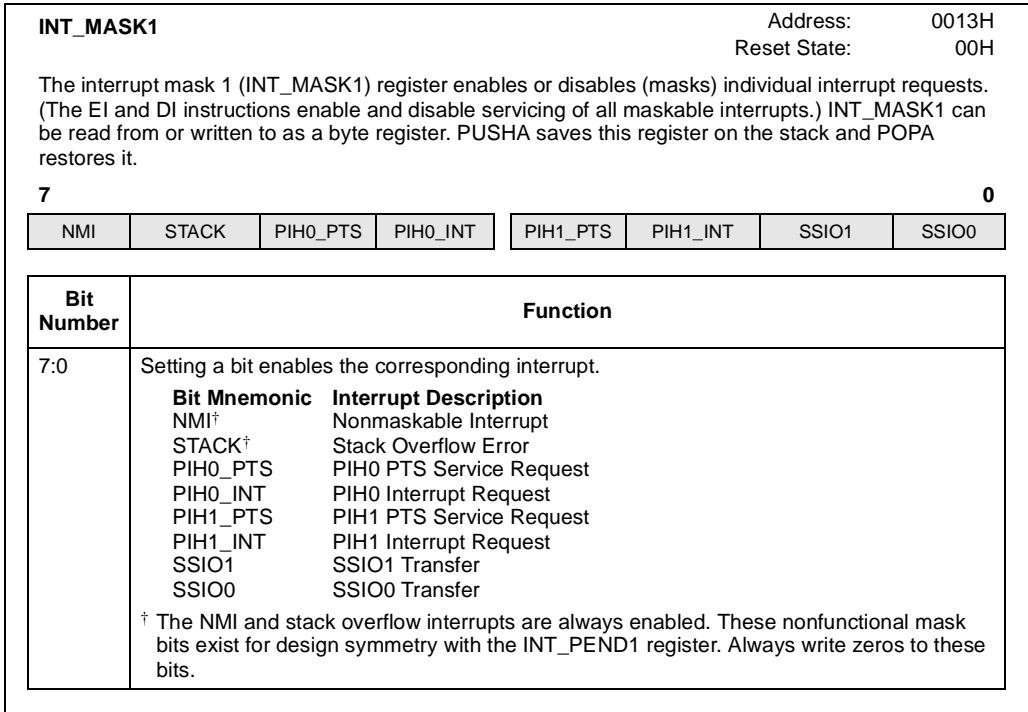 INT_MASK1 Address: 0013H
Reset State: 00H
The interrupt mask 1 (INT_MASK1) register enables or disables (masks) individual interrupt requests.
(The EI and DI instructions enable and disable servicing of all maskable interrupts.) INT_MASK1 can
be read from or written to as a byte register. PUSHA saves this register on the stack and POPA
restores it.
7 0
NMI STACK PIH0_PTS PIH0_INT PIH1_PTS PIH1_INT SSIO1 SSIO0
Bit
Number Function
7:0 Setting a bit enables the corresponding interrupt.
Bit Mnemonic Interrupt Description
NMI† Nonmaskable Interrupt
STACK† Stack Overflow Error
PIH0_PTS PIH0 PTS Service Request
PIH0_INT PIH0 Interrupt Request
PIH1_PTS PIH1 PTS Service Request
PIH1_INT PIH1 Interrupt Request
SSIO1 SSIO1 Transfer
SSIO0 SSIO0 Transfer
† The NMI and stack overflow interrupts are always enabled. These nonfunctional mask
bits exist for design symmetry with the INT_PEND1 register. Always write zeros to these
bits.